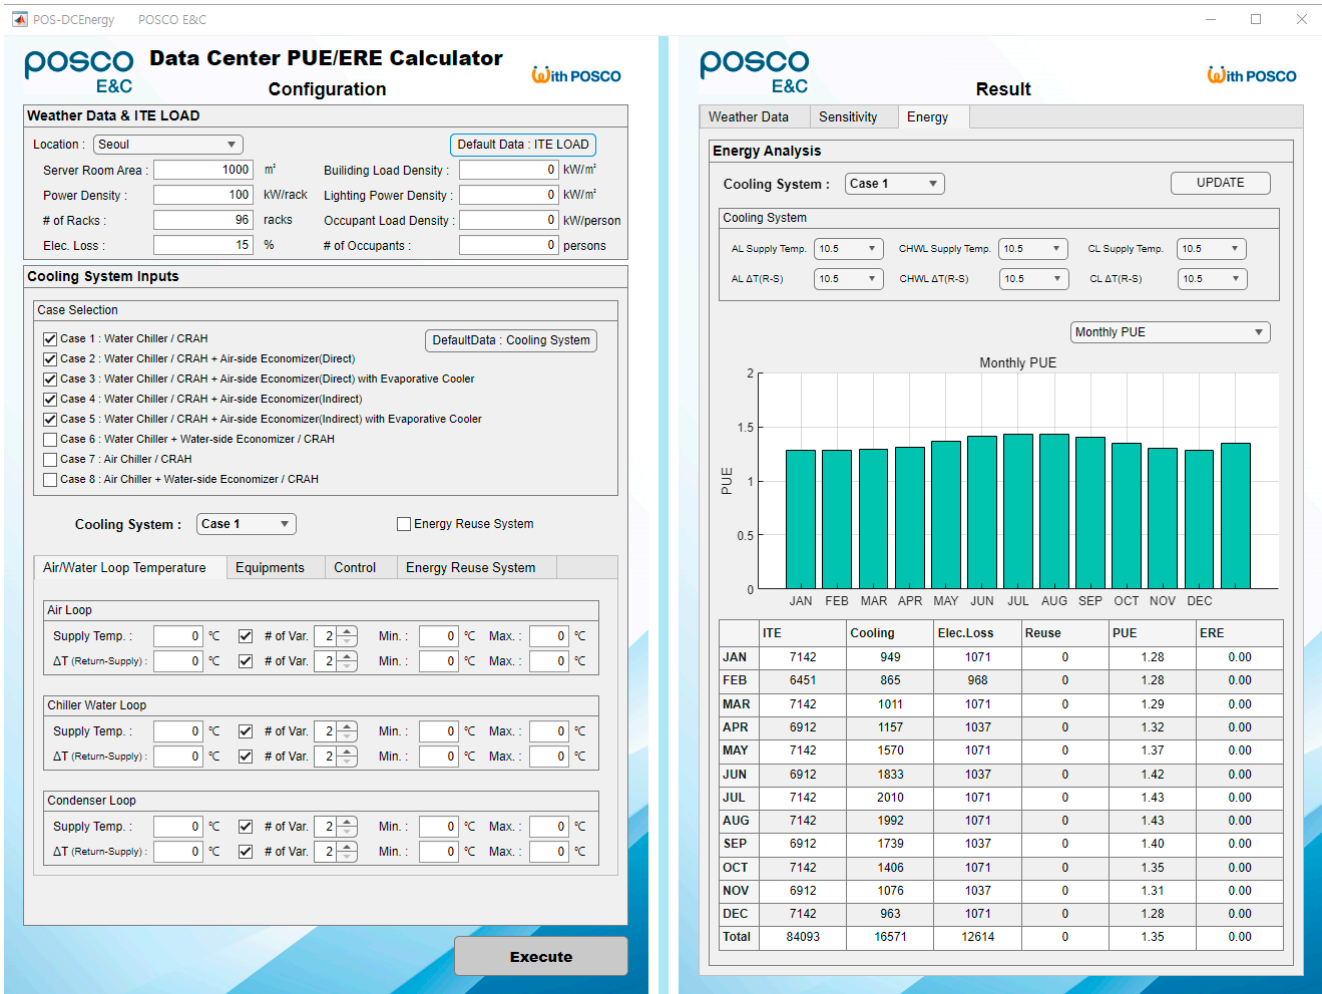 POS-DCEnergy POSCO E&C
posco
E&C
Data Center PUE/ERE Calculator
Configuration
With POSCO
Weather Data & ITE LOAD
Location : Seoul
Default Data : ITE LOAD
Server Room Area : 1000 m² Builiding Load Density : 0 kW/m²
Power Density : 100 kW/rack Lighting Power Density : 0 kW/m²
# of Racks : 96 racks Occupant Load Density : 0 kW/person
Elec. Loss : 15 % # of Occupants : 0 persons
Cooling System Inputs
Case Selection
DefaultData : Cooling System
Case 1 : Water Chiller / CRAH
Case 2 : Water Chiller / CRAH + Air-side Economizer(Direct)
Case 3 : Water Chiller / CRAH + Air-side Economizer(Direct) with Evaporative Cooler
Case 4 : Water Chiller / CRAH + Air-side Economizer(Indirect)
Case 5 : Water Chiller / CRAH + Air-side Economizer(Indirect) with Evaporative Cooler
Case 6 : Water Chiller + Water-side Economizer / CRAH
Case 7 : Air Chiller / CRAH
Case 8 : Air Chiller + Water-side Economizer / CRAH
Cooling System : Case 1 Energy Reuse System
Air/Water Loop Temperature Equipments Control Energy Reuse System
Air Loop
Supply Temp. : 0 ℃ # of Var. 2 Min. : 0 ℃ Max. : 0 ℃
ΔT (Return-Supply) : 0 ℃ # of Var. 2 Min. : 0 ℃ Max. : 0 ℃
Chiller Water Loop
Supply Temp. : 0 ℃ # of Var. 2 Min. : 0 ℃ Max. : 0 ℃
ΔT (Return-Supply) : 0 ℃ # of Var. 2 Min. : 0 ℃ Max. : 0 ℃
Condenser Loop
Supply Temp. : 0 ℃ # of Var. 2 Min. : 0 ℃ Max. : 0 ℃
ΔT (Return-Supply) : 0 ℃ # of Var. 2 Min. : 0 ℃ Max. : 0 ℃
Execute
posco
E&C
Result
With POSCO
Weather Data Sensitivity Energy
Energy Analysis
Cooling System : Case 1 UPDATE
Cooling System
AL Supply Temp. 10.5 CHWL Supply Temp. 10.5 CL Supply Temp. 10.5
AL ΔT(R-S) 10.5 CHWL ΔT(R-S) 10.5 CL ΔT(R-S) 10.5
Monthly PUE
Monthly PUE
2
1.5
1
0.5
0
PUE
JAN FEB MAR APR MAY JUN JUL AUG SEP OCT NOV DEC
ITE Cooling Elec.Loss Reuse PUE ERE
JAN 7142 949 1071 0 1.28 0.00
FEB 6451 865 968 0 1.28 0.00
MAR 7142 1011 1071 0 1.29 0.00
APR 6912 1157 1037 0 1.32 0.00
MAY 7142 1570 1071 0 1.37 0.00
JUN 6912 1833 1037 0 1.42 0.00
JUL 7142 2010 1071 0 1.43 0.00
AUG 7142 1992 1071 0 1.43 0.00
SEP 6912 1739 1037 0 1.40 0.00
OCT 7142 1406 1071 0 1.35 0.00
NOV 6912 1076 1037 0 1.31 0.00
DEC 7142 963 1071 0 1.28 0.00
Total 84093 16571 12614 0 1.35 0.00